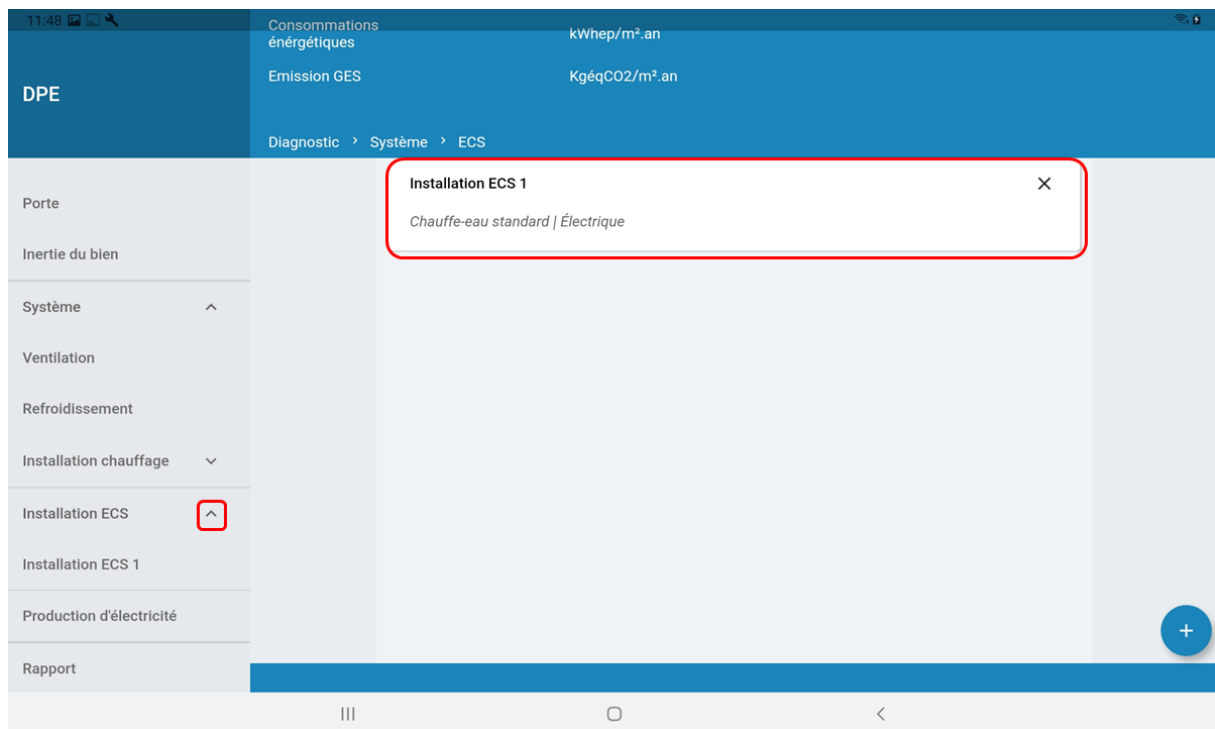 11:48
Consommations
énérgétiques
kWhep/m².an
Emission GES
KgéqCO2/m².an
DPE
Diagnostic > Système > ECS
Installation ECS 1
Chauffe-eau standard | Électrique
Porte
Inertie du bien
Système
Ventilation
Refroidissement
Installation chauffage
Installation ECS
Installation ECS 1
Production d'électricité
Rapport